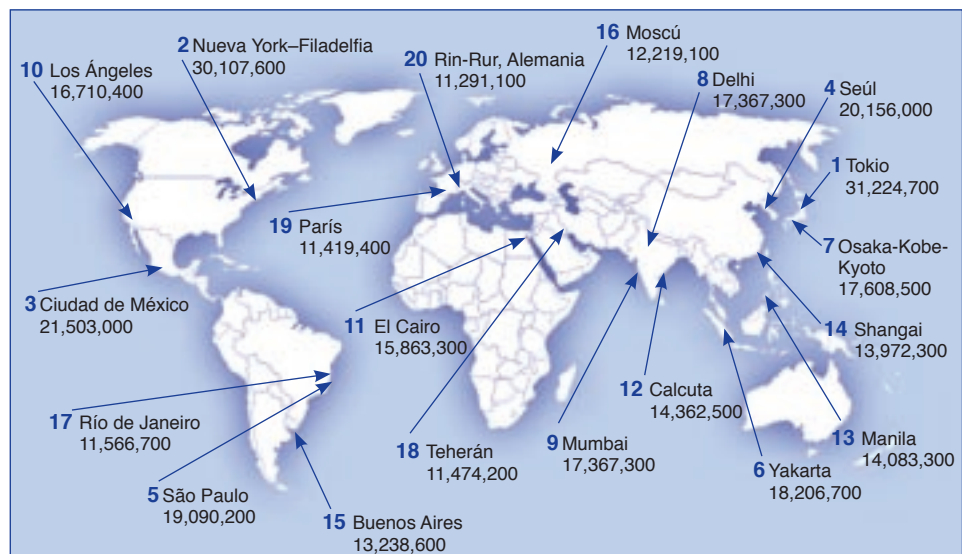 16 Moscú
12,219,100
2 Nueva York–Filadelfia
30,107,600
20 Rin-Rur, Alemania
11,291,100
10 Los Ángeles
16,710,400
8 Delhi
17,367,300
4 Seúl
20,156,000
1 Tokio
31,224,700
19 París
11,419,400
7 Osaka-Kobe-
Kyoto
17,608,500
3 Ciudad de México
21,503,000
11 El Cairo
15,863,300
14 Shangai
13,972,300
12 Calcuta
14,362,500
17 Río de Janeiro
11,566,700
18 Teherán
11,474,200
9 Mumbai
17,367,300
13 Manila
14,083,300
6 Yakarta
18,206,700
5 São Paulo
19,090,200
15 Buenos Aires
13,238,600